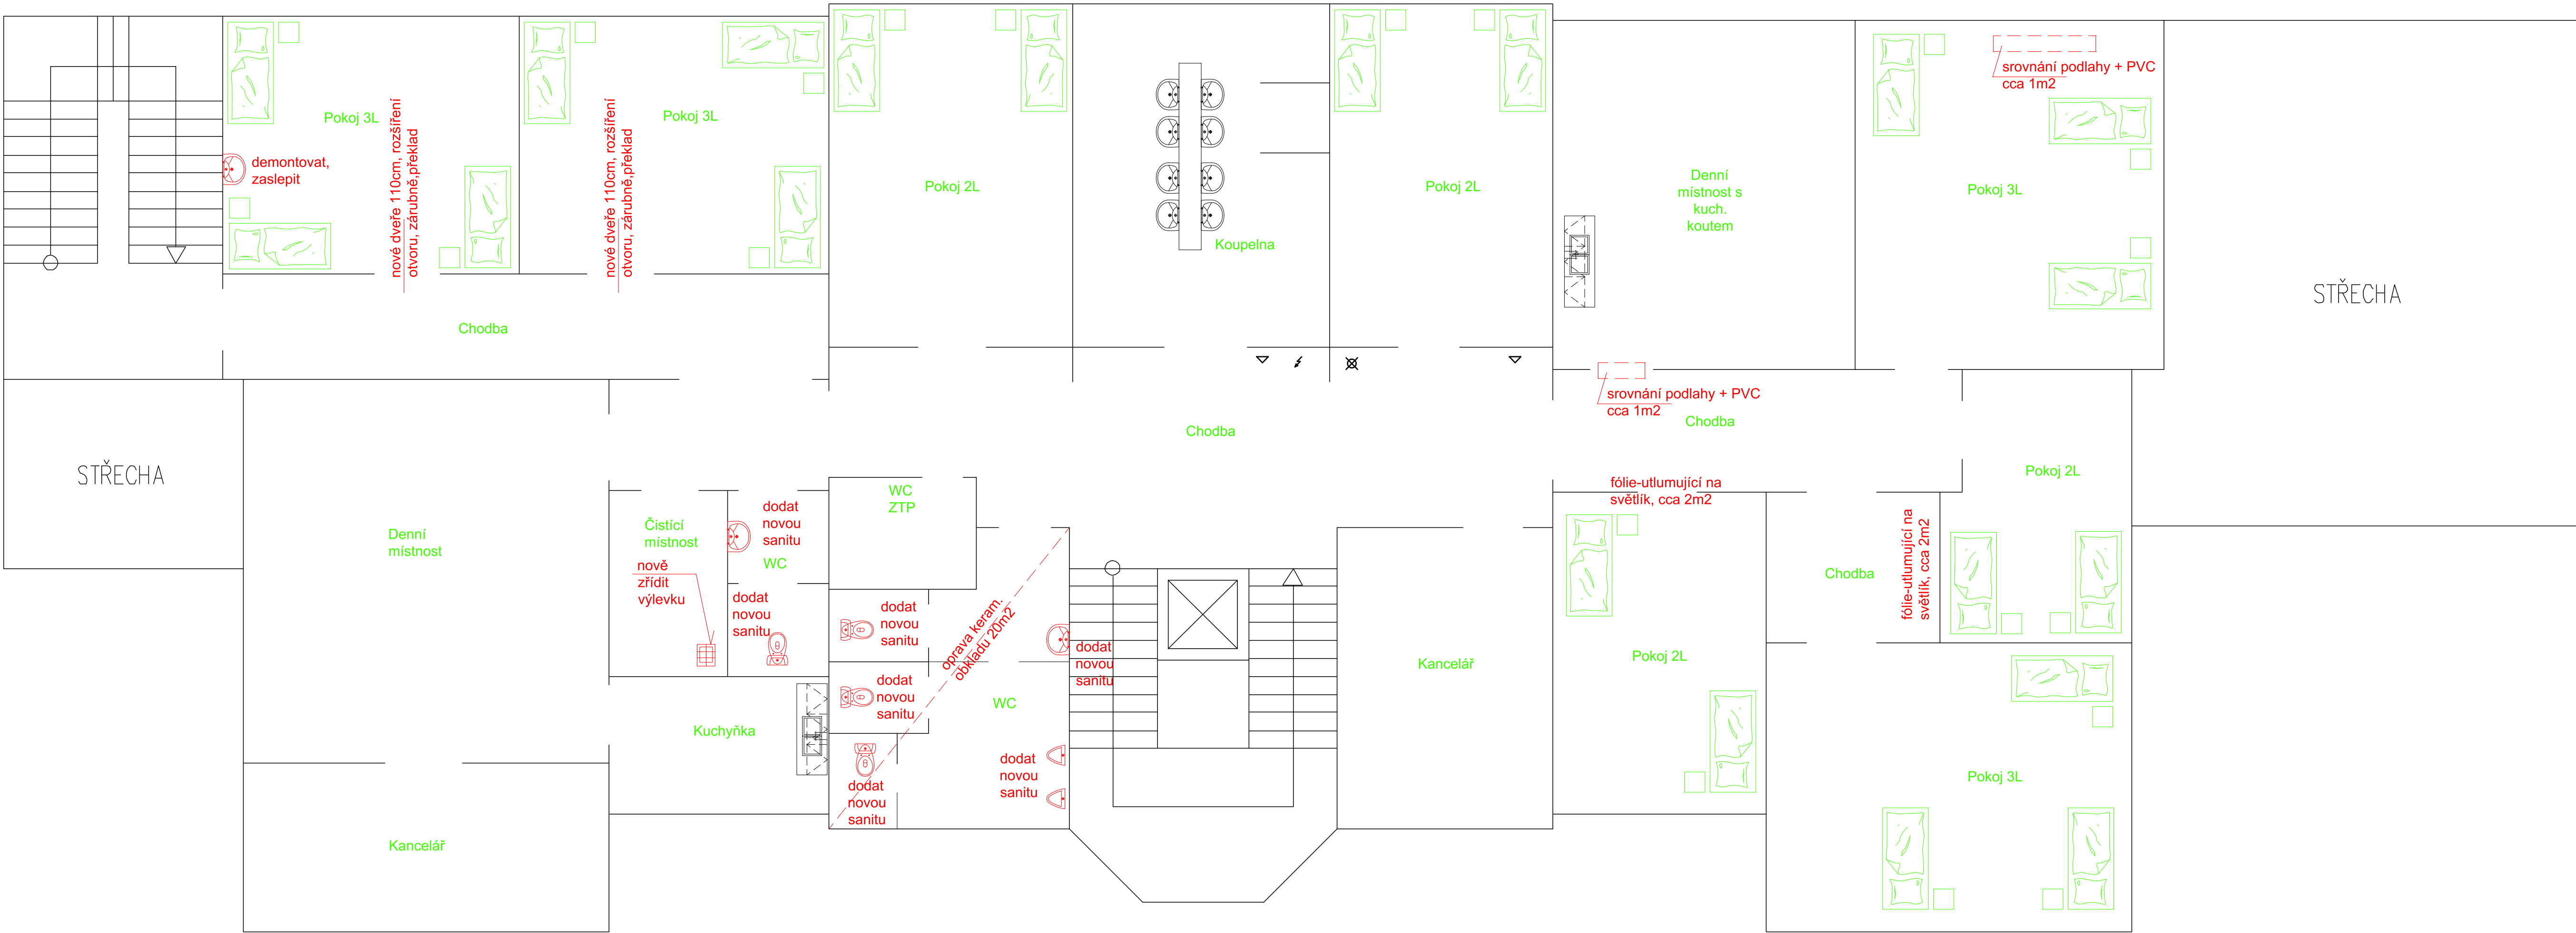 Pokoj 3L
demontovat,
zaslepit
nové dveře 110cm, rozšíření
otvoru, zárubně,překlad
Pokoj 3L
nové dveře 110cm, rozšíření
otvoru, zárubně,překlad
Chodba
Pokoj 2L
Koupelna
Pokoj 2L
Denní
místnost s
kuch.
koutem
srovnání podlahy + PVC
cca 1m2
Pokoj 3L
STŘECHA
srovnání podlahy + PVC
cca 1m2
Chodba
Chodba
STŘECHA
Denní
místnost
Čistící
místnost
nově
zřídit
výlevku
dodat
novou
sanitu
WC
dodat
novou
sanitu
WC
ZTP
dodat
novou
sanitu
dodat
novou
sanitu
dodat
novou
sanitu
oprava keram.
obkladu 20m2
WC
dodat
novou
sanitu
dodat
novou
sanitu
Kuchyňka
Kancelář
Kancelář
fólie-utlumující na
světlík, cca 2m2
Pokoj 2L
Chodba
fólie-utlumující na
světlík, cca 2m2
Pokoj 2L
Pokoj 3L